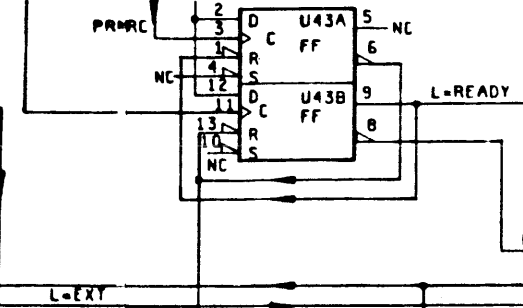 2 D U43A 5 NC
PR=RC 3 C FF
1 R 6
NC 4 S
12 D U43B 9 L=READY
11 C FF
13 R 8
10 S
NC
L=EXT